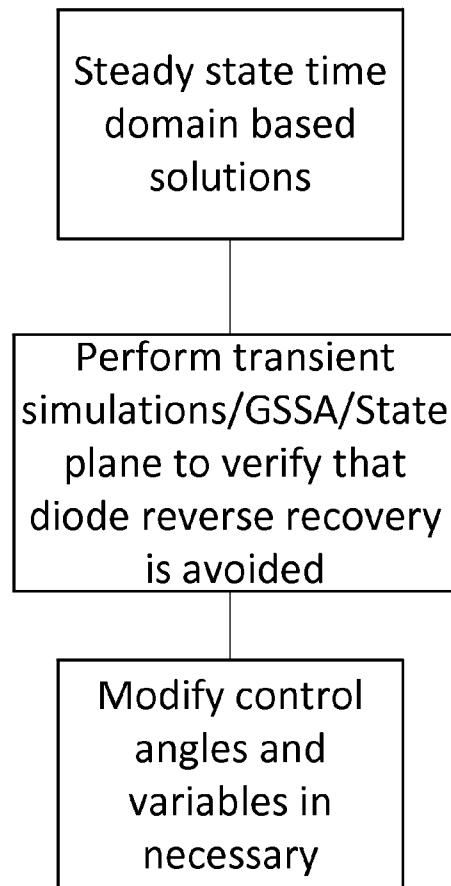 Steady state time
domain based
solutions
Perform transient
simulations/GSSA/State
plane to verify that
diode reverse recovery
is avoided
Modify control
angles and
variables in
necessary